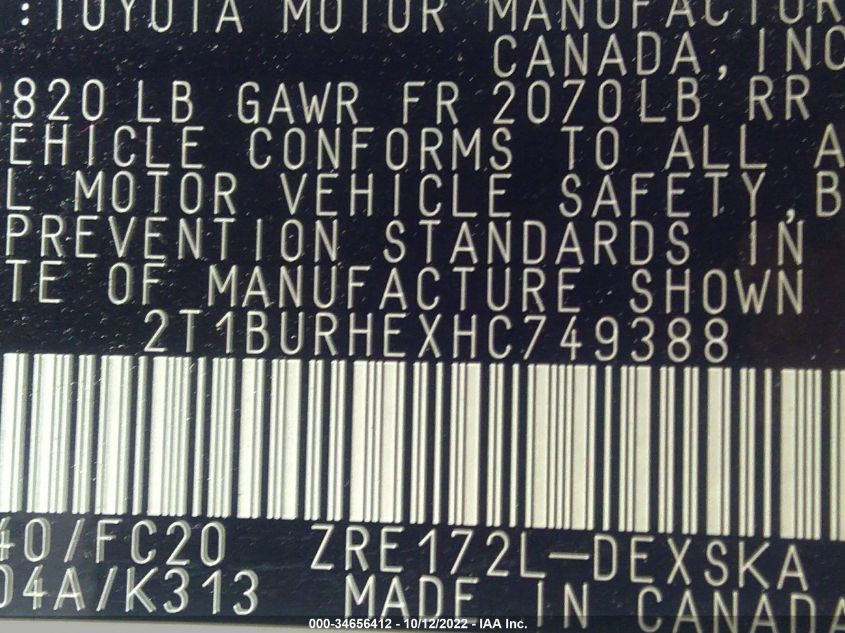 : TOYOTA MOTOR MANUFACTUR
CANADA, INC
820 LB GAWR FR 2070LB RR
EHICLE CONFORMS TO ALL A
L MOTOR VEHICLE SAFETY, B
PREVENTION STANDARDS IN
TE OF MANUFACTURE SHOWN
2T1BURHEXHC749388
40/FC20 ZRE172L-DEXSKA
04A/K313 MADE IN CANADA
000-34656412 - 10/12/2022 - IAA Inc.